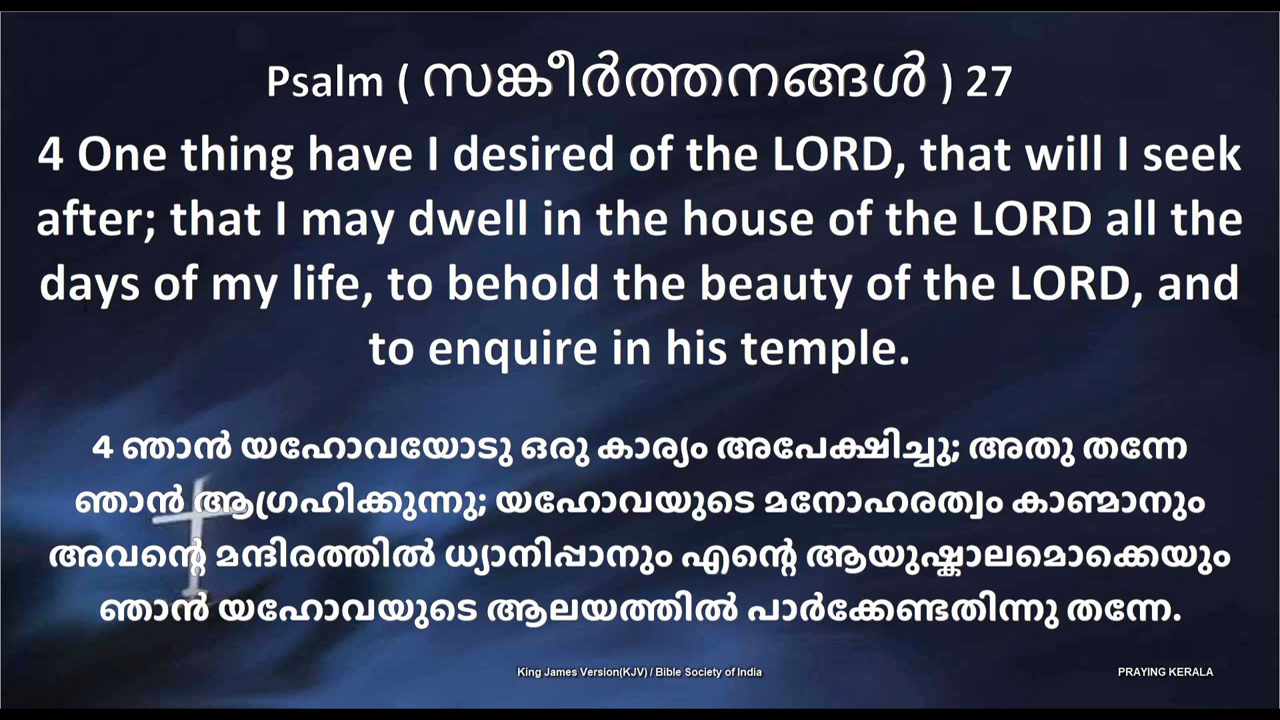 Psalm ( സങ്കീർത്തനങ്ങൾ ) 27
4 One thing have I desired of the LORD, that will I seek
after; that I may dwell in the house of the LORD all the
days of my life, to behold the beauty of the LORD, and
to enquire in his temple.
4 ഞാൻ യഹോവയോടു ഒരു കാര്യം അപേക്ഷിച്ചു; അതു തന്നേ
ഞാൻ ആഗ്രഹിക്കുന്നു; യഹോവയുടെ മനോഹരത്വം കാണ്മാനും
അവന്റെ മന്ദിരത്തിൽ ധ്യാനിപ്പാനും എന്റെ ആയുഷ്കാലമൊക്കെയും
ഞാൻ യഹോവയുടെ ആലയത്തിൽ പാർക്കേണ്ടതിന്നു തന്നേ.
King James Version(KJV) / Bible Society of India
PRAYING KERALA